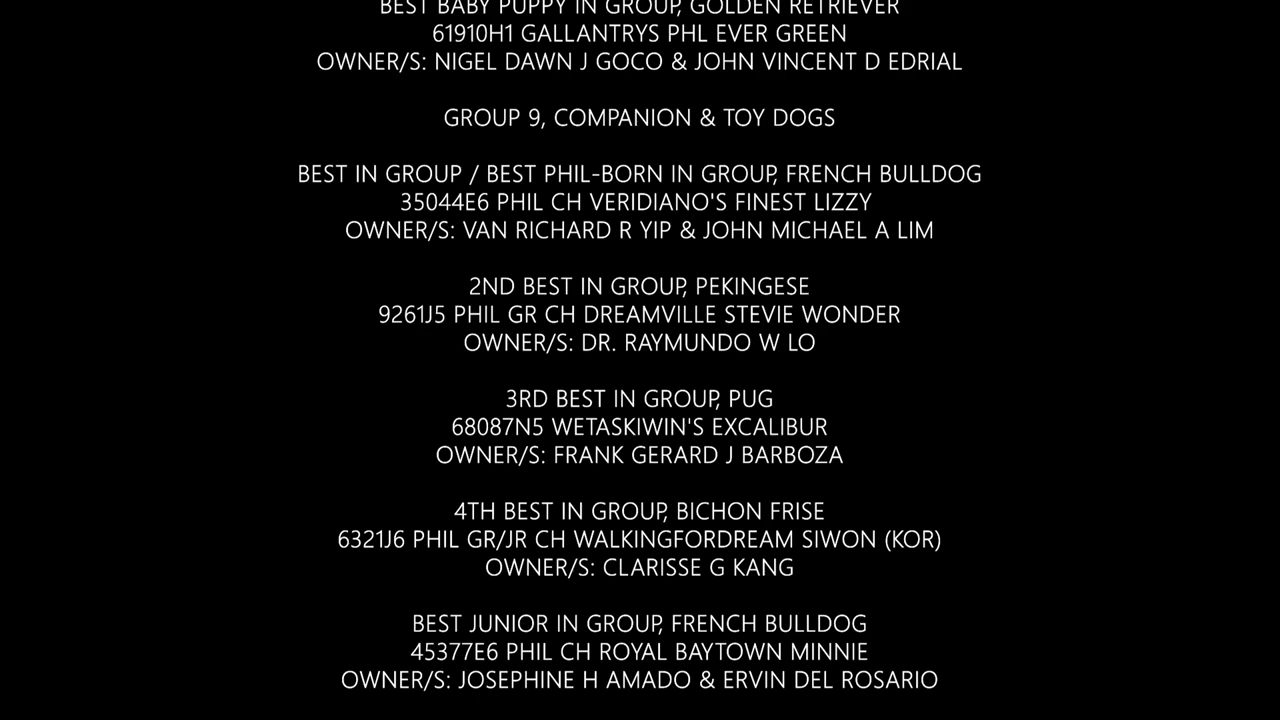 BEST BABY PUPPY IN GROUP, GOLDEN RETRIEVER
61910H1 GALLANTRYS PHL EVER GREEN
OWNER/S: NIGEL DAWN J GOCO & JOHN VINCENT D EDRIAL
GROUP 9, COMPANION & TOY DOGS
BEST IN GROUP / BEST PHIL-BORN IN GROUP, FRENCH BULLDOG
35044E6 PHIL CH VERIDIANO'S FINEST LIZZY
OWNER/S: VAN RICHARD R YIP & JOHN MICHAEL A LIM
2ND BEST IN GROUP, PEKINGESE
9261J5 PHIL GR CH DREAMVILLE STEVIE WONDER
OWNER/S: DR. RAYMUNDO W LO
3RD BEST IN GROUP, PUG
68087N5 WETASKIWIN'S EXCALIBUR
OWNER/S: FRANK GERARD J BARBOZA
4TH BEST IN GROUP, BICHON FRISE
6321J6 PHIL GR/JR CH WALKINGFORDREAM SIWON (KOR)
OWNER/S: CLARISSE G KANG
BEST JUNIOR IN GROUP, FRENCH BULLDOG
45377E6 PHIL CH ROYAL BAYTOWN MINNIE
OWNER/S: JOSEPHINE H AMADO & ERVIN DEL ROSARIO